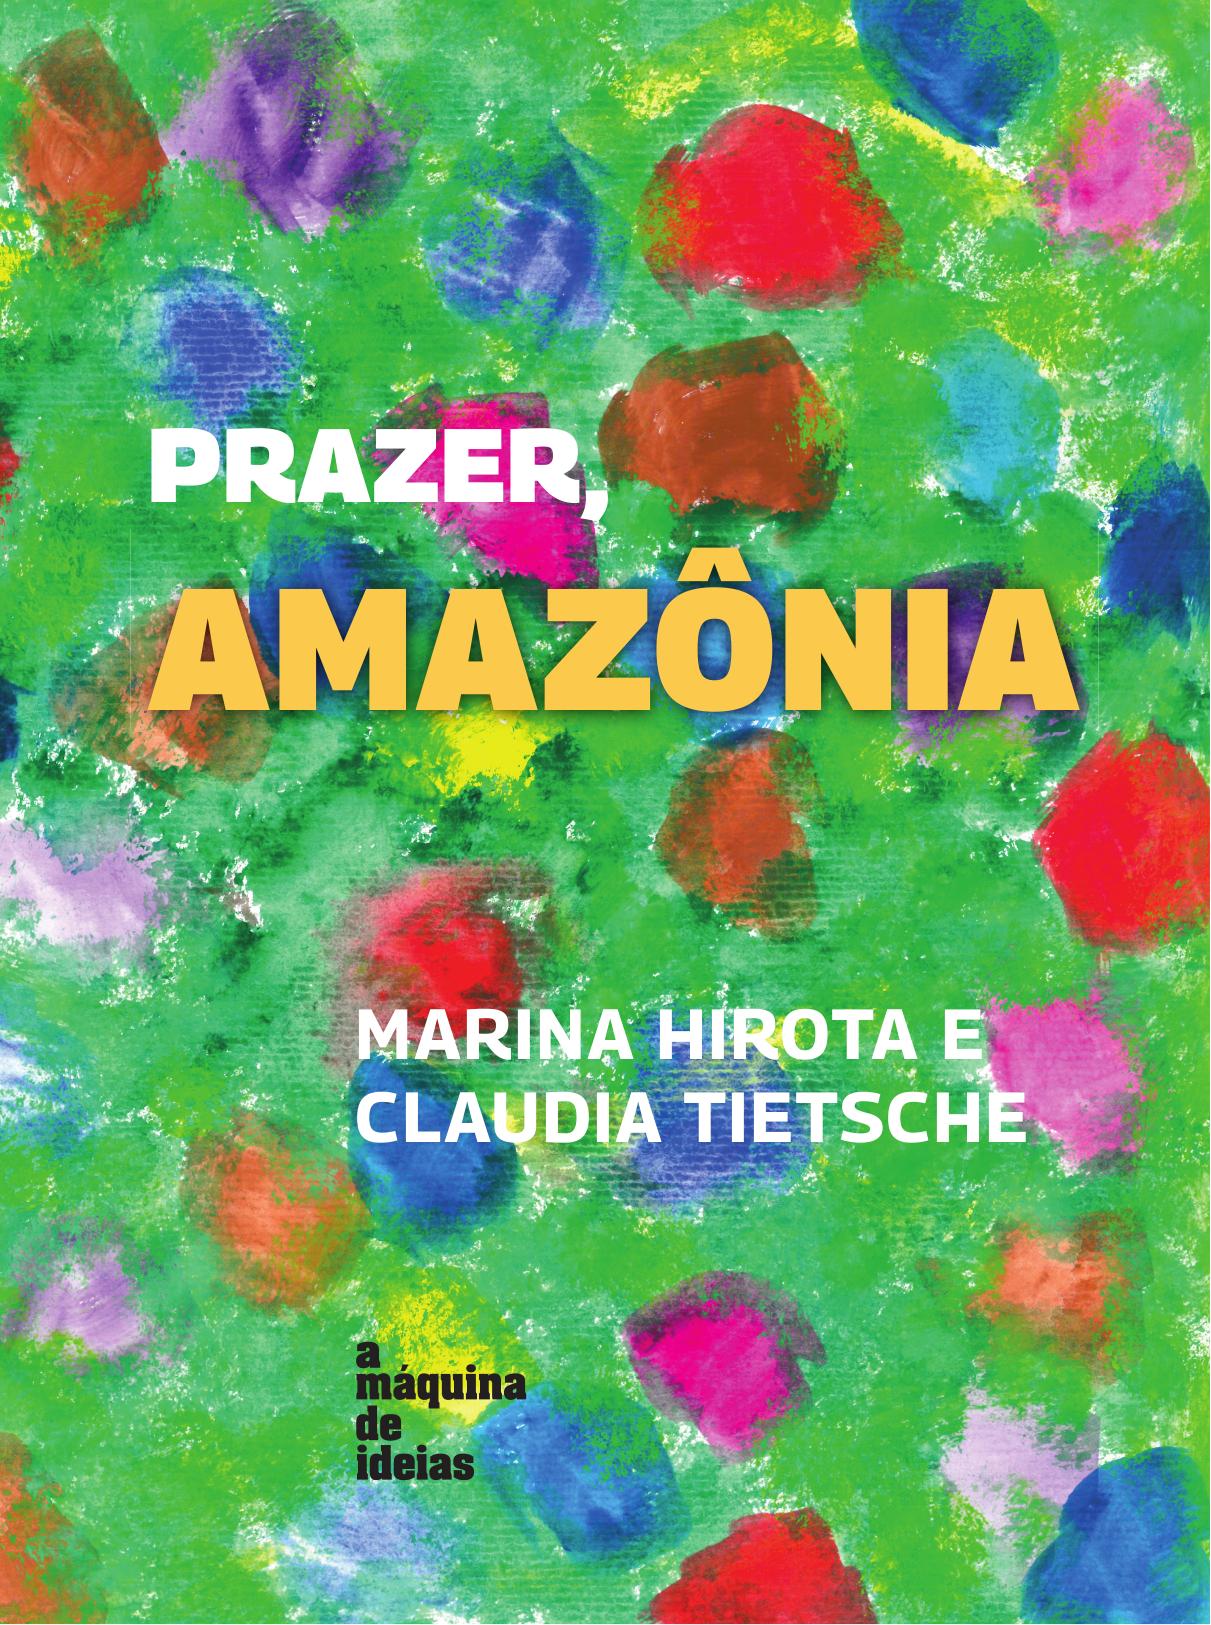 PRAZER,
AMAZÔNIA
MARINA HIROTA E
CLAUDIA TIETSCHE
a
máquina
de
ideias